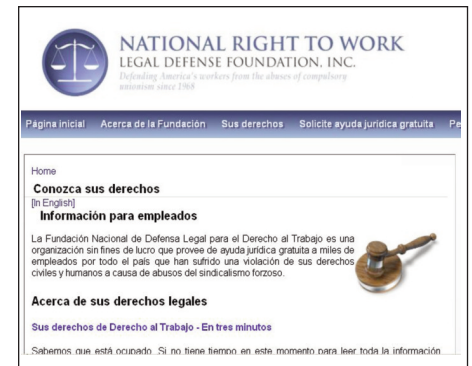 NATIONAL RIGHT TO WORK
LEGAL DEFENSE FOUNDATION, INC.
Defending America's workers from the abuses of compulsory
unionism since 1968
Página inicial Acerca de la Fundación Sus derechos Solicite ayuda jurídica gratuita Pe
Home
Conozca sus derechos
[In English]
Información para empleados
La Fundación Nacional de Defensa Legal para el Derecho al Trabajo es una
organización sin fines de lucro que provee de ayuda jurídica gratuita a miles de
empleados por todo el país que han sufrido una violación de sus derechos
civiles y humanos a causa de abusos del sindicalismo forzoso.
Acerca de sus derechos legales
Sus derechos de Derecho al Trabajo - En tres minutos
Sabemos que está ocupado. Si no tiene tiempo en este momento para leer toda la información